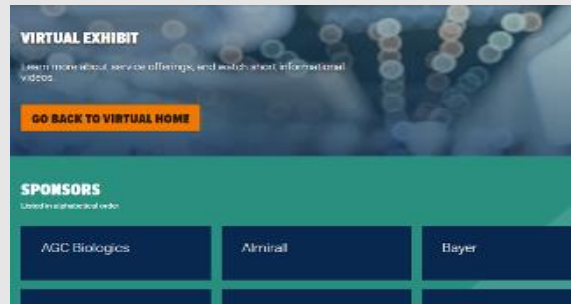 VIRTUAL EXHIBIT
Learn more about service offerings, and watch short informational
videos.
GO BACK TO VIRTUAL HOME
SPONSORS
Listed in alphabetical order.
AGC Biologics
Almirall
Bayer